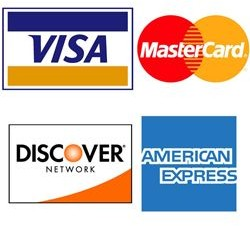 VISA
MasterCard
DISCOVER®
NETWORK
AMERICAN
EXPRESS